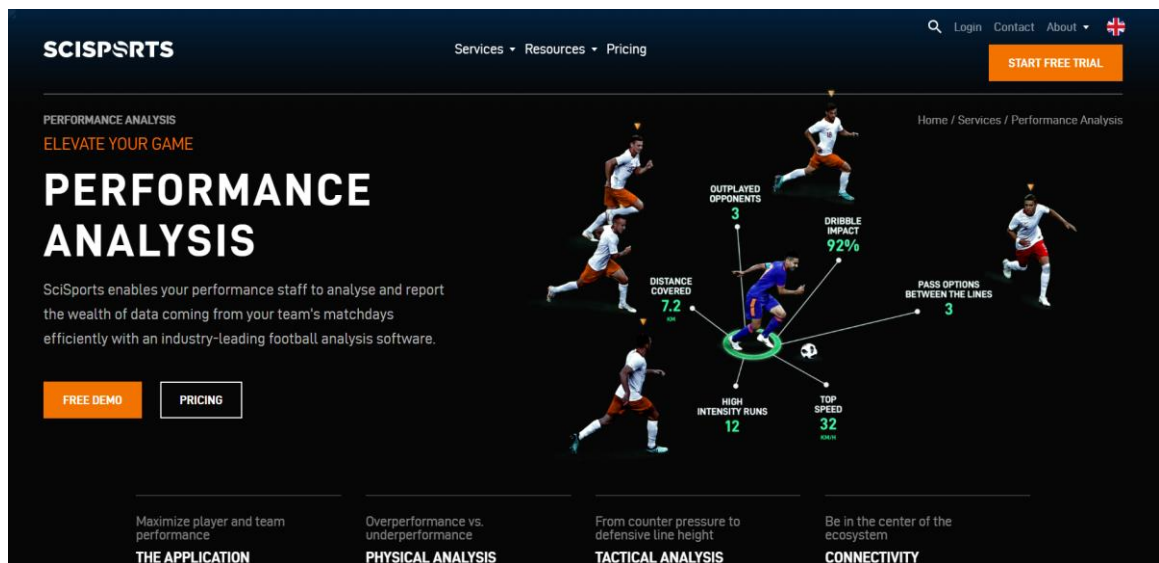 Login Contact About
SCISPORTS
Services Resources Pricing
START FREE TRIAL
PERFORMANCE ANALYSIS
Home / Services / Performance Analysis
ELEVATE YOUR GAME
PERFORMANCE
ANALYSIS
SciSports enables your performance staff to analyse and report
the wealth of data coming from your team's matchdays
efficiently with an industry-leading football analysis software.
FREE DEMO
PRICING
OUTPLAYED
OPPONENTS
3
DRIBBLE
IMPACT
92%
DISTANCE
COVERED
7.2
KM
PASS OPTIONS
BETWEEN THE LINES
3
HIGH
INTENSITY RUNS
12
TOP
SPEED
32
KM/H
Maximize player and team
performance
THE APPLICATION
Overperformance vs.
underperformance
PHYSICAL ANALYSIS
From counter pressure to
defensive line height
TACTICAL ANALYSIS
Be in the center of the
ecosystem
CONNECTIVITY